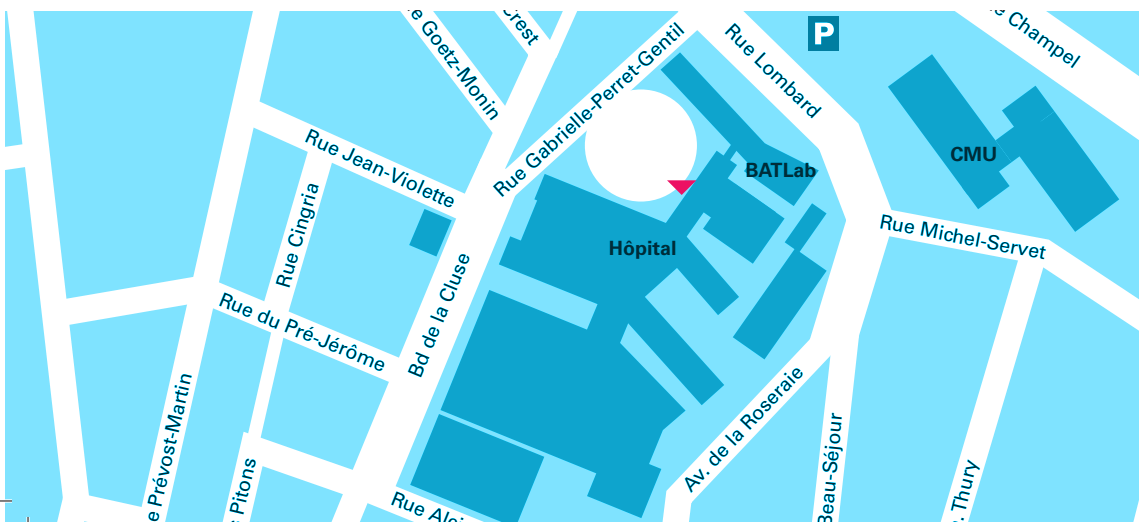 Crest
Goetz-Monin
P
Champel
Rue Lombard
Rue Gabrielle-Perret-Gentil
Rue Jean-Violette
CMU
BATLab
Rue Cingria
Hôpital
Rue Michel-Servet
Bd de la Cluse
Rue du Pré-Jérôme
Prévost-Martin
Av. de la Roseraie
Beau-Séjour
Pitons
Thury
Rue